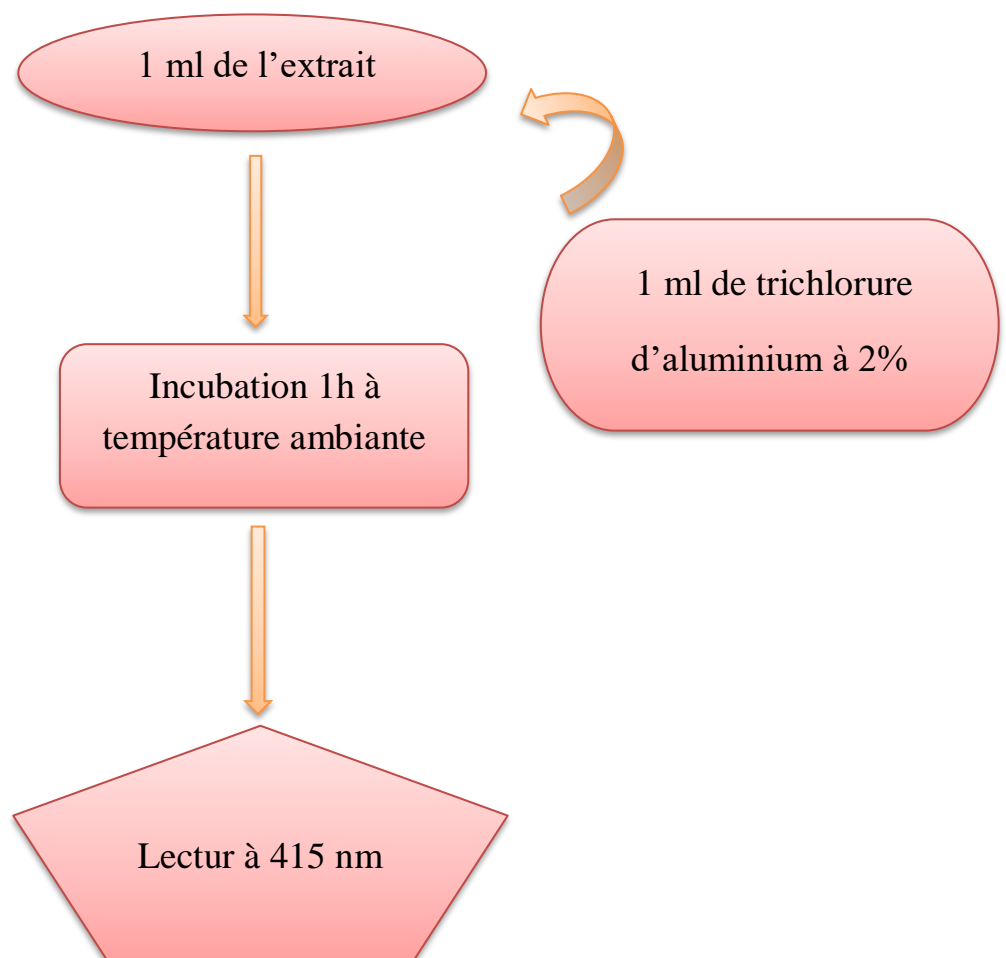 1 ml de l’extrait
1 ml de trichlorure
d’aluminium à 2%
Incubation 1h à
température ambiante
Lectur à 415 nm